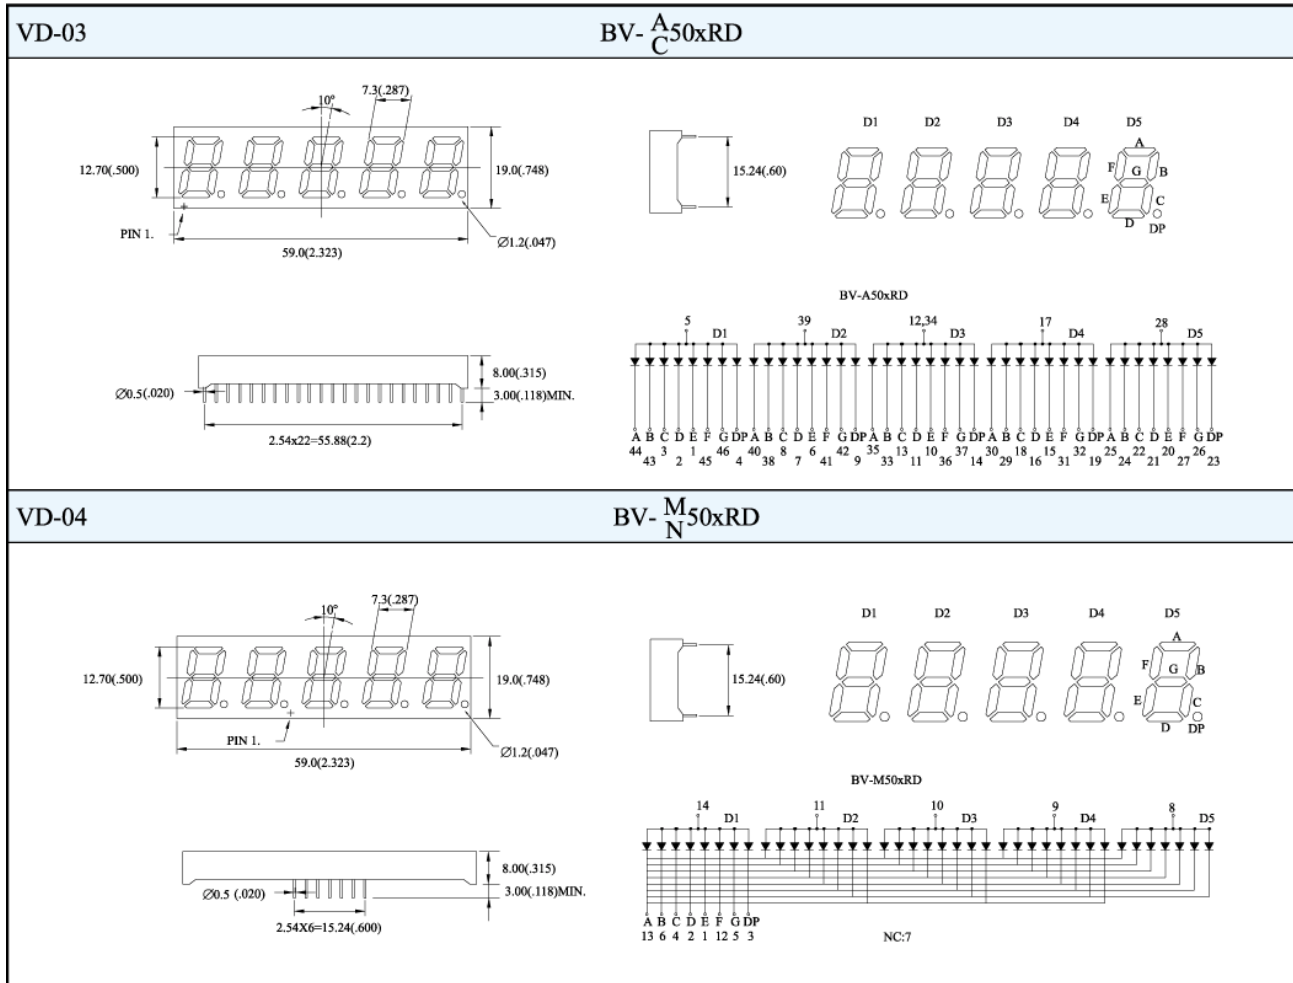 VD-03 BV- A/C 50xRD
7.3(.287)
10°
12.70(.500)
19.0(.748)
PIN 1.
∅1.2(.047)
59.0(2.323)
15.24(.60)
D1 D2 D3 D4 D5
A
F G B
E C
D DP
8.00(.315)
∅0.5(.020)
3.00(.118)MIN.
2.54x22=55.88(2.2)
BV-A50xRD
5 D1 39 D2 12,34 D3 17 D4 28 D5
A B C D E F G DP A B C D E F G DP A B C D E F G DP A B C D E F G DP A B C D E F G DP
44 43 3 2 1 45 46 4 40 38 8 7 6 41 42 9 35 33 13 11 10 36 37 14 30 29 18 16 15 31 32 19 25 24 22 21 20 27 26 23
VD-04 BV- M/N 50xRD
7.3(.287)
10°
12.70(.500)
19.0(.748)
PIN 1.
∅1.2(.047)
59.0(2.323)
15.24(.60)
D1 D2 D3 D4 D5
A
F G B
E C
D DP
8.00(.315)
∅0.5 (.020)
3.00(.118)MIN.
2.54X6=15.24(.600)
BV-M50xRD
14 D1 11 D2 10 D3 9 D4 8 D5
A B C D E F G DP
13 6 4 2 1 12 5 3
NC:7